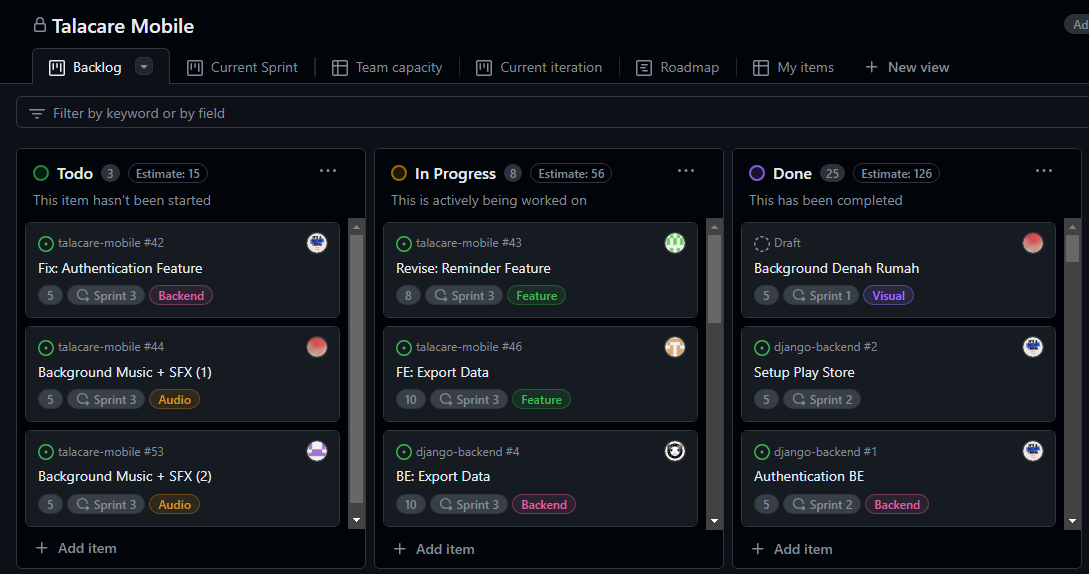 Talacare Mobile
Ad
Backlog Current Sprint Team capacity Current iteration Roadmap My items + New view
Filter by keyword or by field
Todo 3 Estimate: 15 ...
This item hasn't been started
talacare-mobile #42
Fix: Authentication Feature
5 Sprint 3 Backend
talacare-mobile #44
Background Music + SFX (1)
5 Sprint 3 Audio
talacare-mobile #53
Background Music + SFX (2)
5 Sprint 3 Audio
+ Add item
In Progress 8 Estimate: 56 ...
This is actively being worked on
talacare-mobile #43
Revise: Reminder Feature
8 Sprint 3 Feature
talacare-mobile #46
FE: Export Data
10 Sprint 3 Feature
django-backend #4
BE: Export Data
10 Sprint 3 Backend
+ Add item
Done 25 Estimate: 126 ...
This has been completed
Draft
Background Denah Rumah
5 Sprint 1 Visual
django-backend #2
Setup Play Store
5 Sprint 2
django-backend #1
Authentication BE
5 Sprint 2 Backend
+ Add item